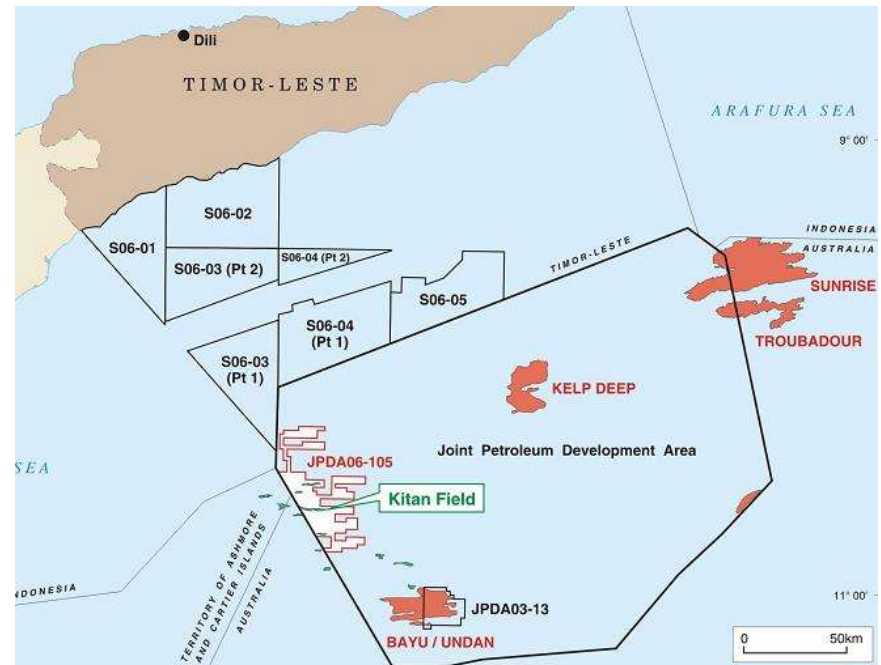 Dili
TIMOR-LESTE
ARAFURA SEA
9° 00'
S06-02
S06-01
S06-03 (Pt 2)
S06-04 (Pt 2)
TIMOR-LESTE
INDONESIA
AUSTRALIA
S06-05
SUNRISE
S06-04
(Pt 1)
TROUBADOUR
S06-03
(Pt 1)
KELP DEEP
Joint Petroleum Development Area
JPDA06-105
SEA
Kitan Field
TERRITORY OF ASHMORE
AND CARTIER ISLANDS
AUSTRALIA
NDONESIA
11° 00'
JPDA03-13
BAYU / UNDAN
0 50km